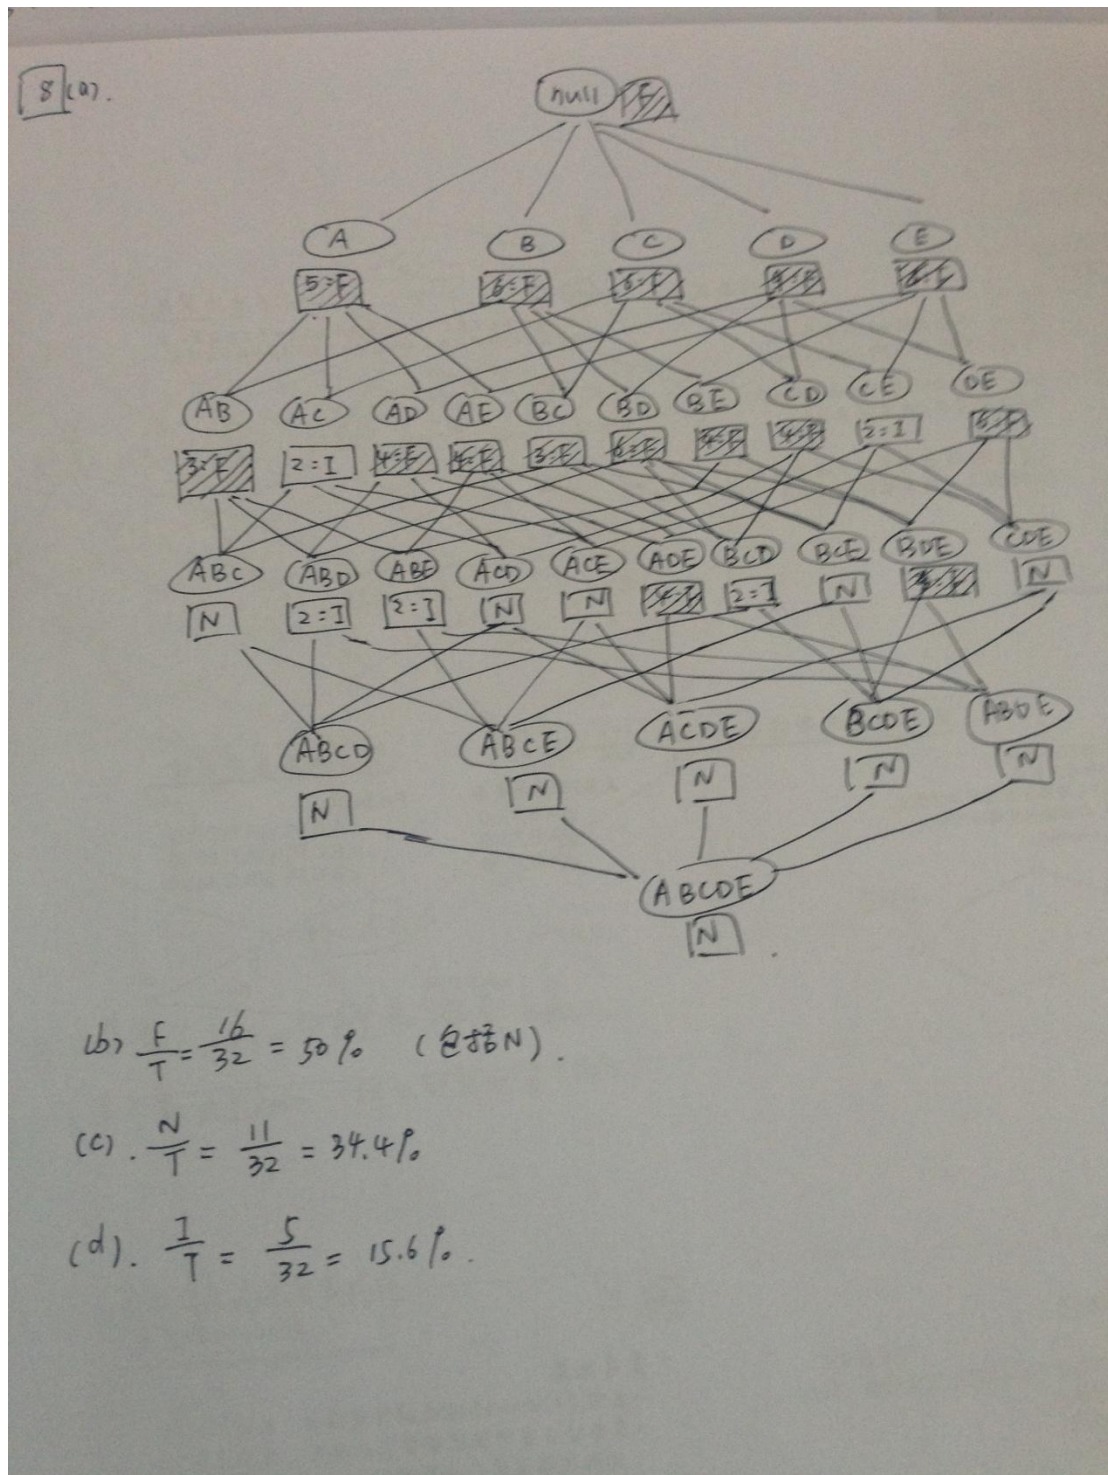 8 (a).
null F
A B C D E
5:F
AB AC AD AE BC BD BE CD CE DE
3:F 2:I 4:F 2:I
ABC ABD ABE ACD ACE ADE BCD BCE BDE CDE
N 2:I 2:I N N 2:I N N
ABCD ABCE ACDE BCDE ABDE
N N N N N
ABCDE
N
(b) F/T = 16/32 = 50% (包括N).
(c). N/T = 11/32 = 34.4%
(d). I/T = 5/32 = 15.6%.